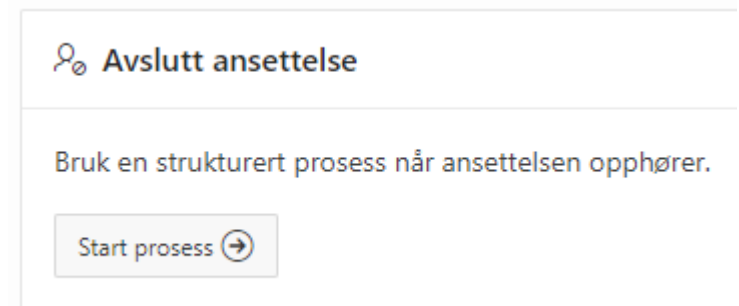 Avslutt ansettelse
Bruk en strukturert prosess når ansettelsen opphører.
Start prosess